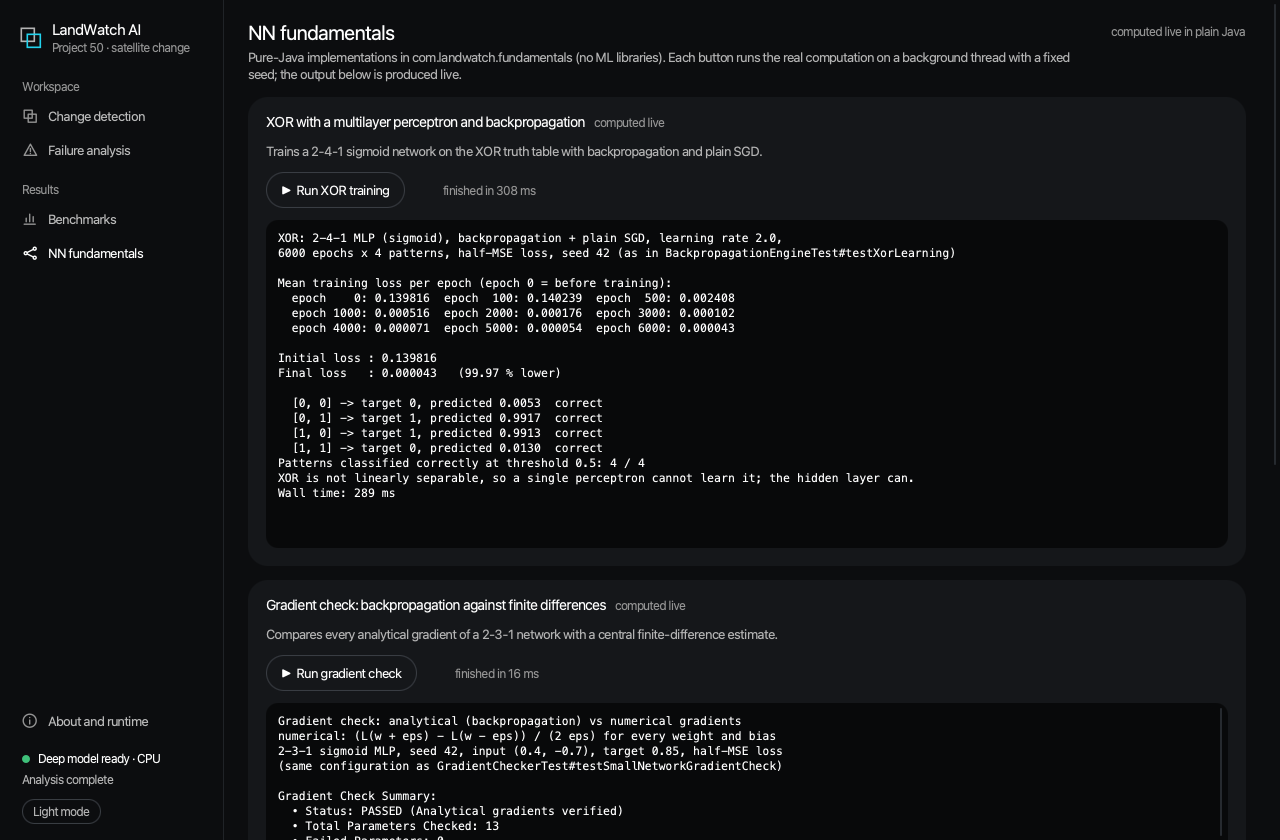 LandWatch AI
Project 50 · satellite change
Workspace
Change detection
Failure analysis
Results
Benchmarks
NN fundamentals
About and runtime
Deep model ready · CPU
Analysis complete
Light mode
NN fundamentals
computed live in plain Java
Pure-Java implementations in com.landwatch.fundamentals (no ML libraries). Each button runs the real computation on a background thread with a fixed
seed; the output below is produced live.
XOR with a multilayer perceptron and backpropagation computed live
Trains a 2-4-1 sigmoid network on the XOR truth table with backpropagation and plain SGD.
▶ Run XOR training finished in 308 ms
XOR: 2–4–1 MLP (sigmoid), backpropagation + plain SGD, learning rate 2.0,
6000 epochs x 4 patterns, half-MSE loss, seed 42 (as in BackpropagationEngineTest#testXorLearning)
Mean training loss per epoch (epoch 0 = before training):
epoch    0: 0.139816  epoch  100: 0.140239  epoch  500: 0.002408
epoch 1000: 0.000516  epoch 2000: 0.000176  epoch 3000: 0.000102
epoch 4000: 0.000071  epoch 5000: 0.000054  epoch 6000: 0.000043
Initial loss : 0.139816
Final loss   : 0.000043   (99.97 % lower)
[0, 0] –> target 0, predicted 0.0053  correct
[0, 1] –> target 1, predicted 0.9917  correct
[1, 0] –> target 1, predicted 0.9913  correct
[1, 1] –> target 0, predicted 0.0130  correct
Patterns classified correctly at threshold 0.5: 4 / 4
XOR is not linearly separable, so a single perceptron cannot learn it; the hidden layer can.
Wall time: 289 ms
Gradient check: backpropagation against finite differences computed live
Compares every analytical gradient of a 2-3-1 network with a central finite-difference estimate.
▶ Run gradient check finished in 16 ms
Gradient check: analytical (backpropagation) vs numerical gradients
numerical: (L(w + eps) – L(w – eps)) / (2 eps) for every weight and bias
2–3–1 sigmoid MLP, seed 42, input (0.4, –0.7), target 0.85, half-MSE loss
(same configuration as GradientCheckerTest#testSmallNetworkGradientCheck)
Gradient Check Summary:
• Status: PASSED (Analytical gradients verified)
• Total Parameters Checked: 13
• Failed Parameters: 0